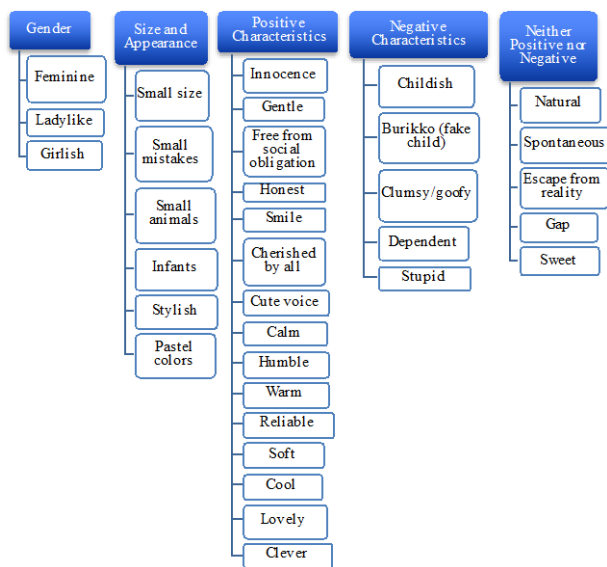 Gender
Feminine
Ladylike
Girlish
Size and
Appearance
Small size
Small
mistakes
Small
animals
Infants
Stylish
Pastel
colors
Positive
Characteristics
Innocence
Gentle
Free from
social
obligation
Honest
Smile
Cherished
by all
Cute voice
Calm
Humble
Warm
Reliable
Soft
Cool
Lovely
Clever
Negative
Characteristics
Childish
Burikko (fake
child)
Clumsy/goofy
Dependent
Stupid
Neither
Positive nor
Negative
Natural
Spontaneous
Escape from
reality
Gap
Sweet